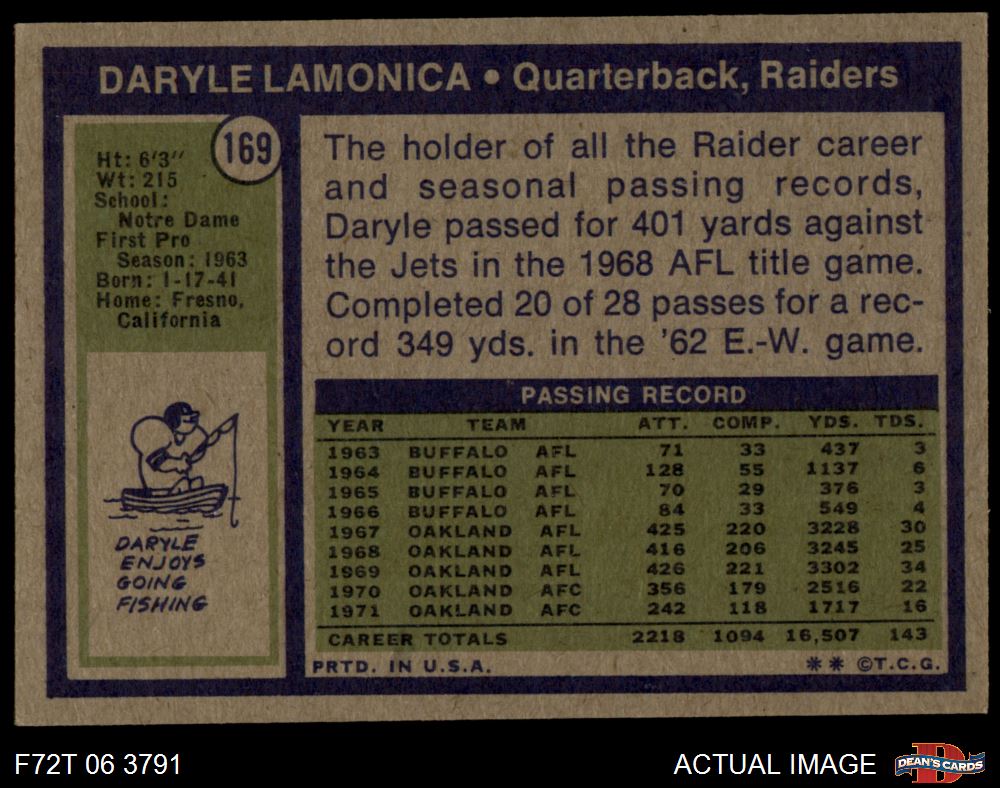 DARYLE LAMONICA • Quarterback, Raiders
169
Ht: 6'3"
Wt: 215
School:
Notre Dame
First Pro
Season: 1963
Born: 1-17-41
Home: Fresno,
California
DARYLE
ENJOYS
GOING
FISHING
The holder of all the Raider career
and seasonal passing records,
Daryle passed for 401 yards against
the Jets in the 1968 AFL title game.
Completed 20 of 28 passes for a rec-
ord 349 yds. in the '62 E.-W. game.
PASSING RECORD
YEAR TEAM ATT. COMP. YDS. TDS.
1963 BUFFALO AFL 71 33 437 3
1964 BUFFALO AFL 128 55 1137 6
1965 BUFFALO AFL 70 29 376 3
1966 BUFFALO AFL 84 33 549 4
1967 OAKLAND AFL 425 220 3228 30
1968 OAKLAND AFL 416 206 3245 25
1969 OAKLAND AFL 426 221 3302 34
1970 OAKLAND AFC 356 179 2516 22
1971 OAKLAND AFC 242 118 1717 16
CAREER TOTALS 2218 1094 16,507 143
PRTD. IN U.S.A. ** ©T.C.G.
F72T 06 3791 ACTUAL IMAGE DEAN'S CARDS